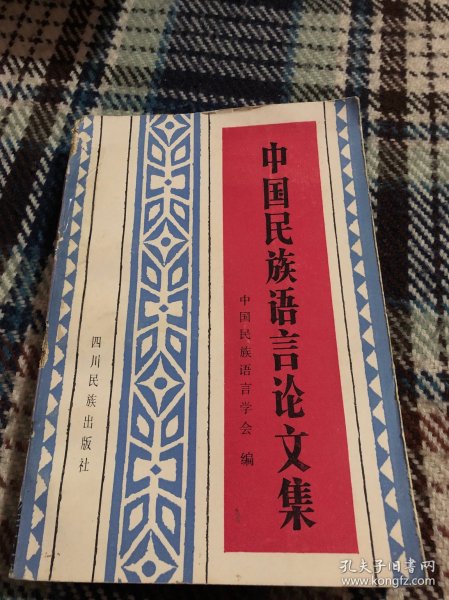 中国民族语言论文集
中国民族语言学会 编
四川民族出版社
孔夫子旧书网
www.kongfz.com